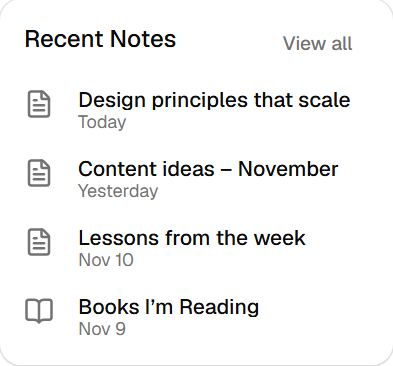 Recent Notes
View all
Design principles that scale
Today
Content ideas – November
Yesterday
Lessons from the week
Nov 10
Books I’m Reading
Nov 9